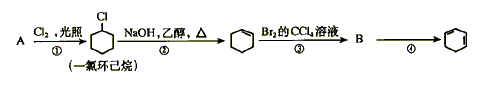 Cl
A Cl₂,光照 ① NaOH,乙醇,△ ② Br₂的CCl₄溶液 ③ B ④
(一氯环己烷)